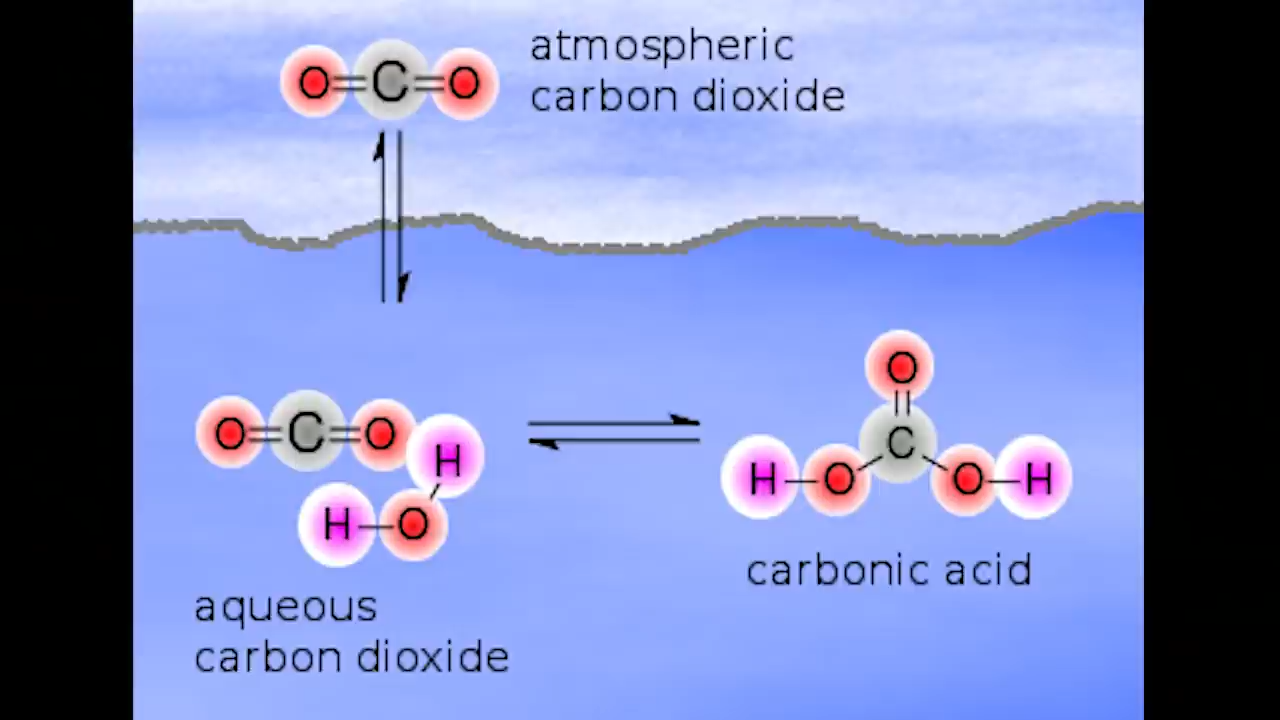 O=C=O
atmospheric
carbon dioxide
O=C=O
H
H-O
aqueous
carbon dioxide
O
C
H-O O-H
carbonic acid